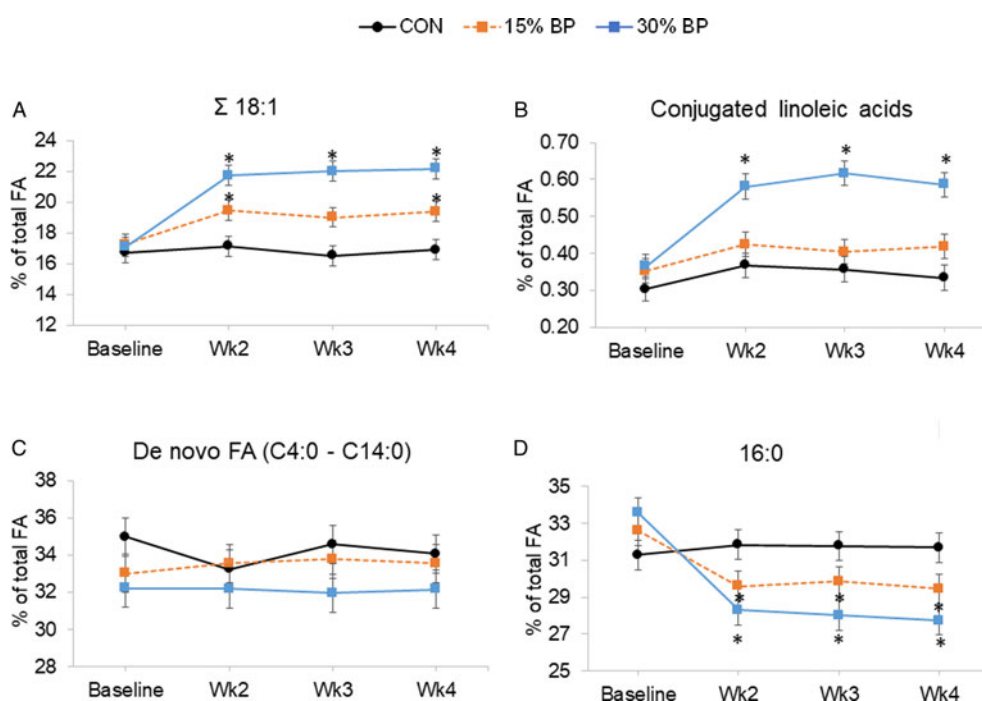 CON 15% BP 30% BP
A Σ 18:1
% of total FA
24
22
20
18
16
14
12
* * *
* *
Baseline Wk2 Wk3 Wk4
B Conjugated linoleic acids
% of total FA
0.70
0.60
0.50
0.40
0.30
0.20
* * *
Baseline Wk2 Wk3 Wk4
C De novo FA (C4:0 - C14:0)
% of total FA
38
36
34
32
30
28
Baseline Wk2 Wk3 Wk4
D 16:0
% of total FA
35
33
31
29
27
25
* * *
* * *
Baseline Wk2 Wk3 Wk4